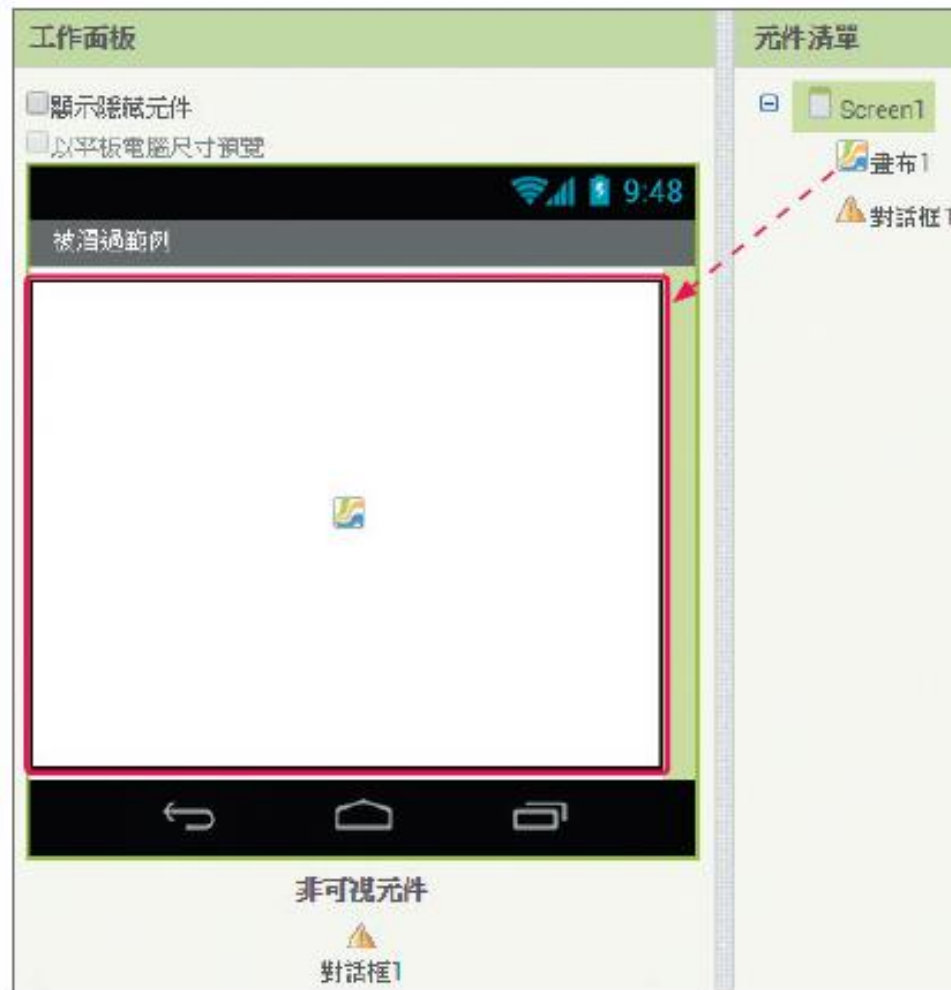 工作面板
顯示隱藏元件
以平板電腦尺寸預覽
9:48
被滑過範例
非可視元件
對話框1
元件清單
Screen1
畫布1
對話框1